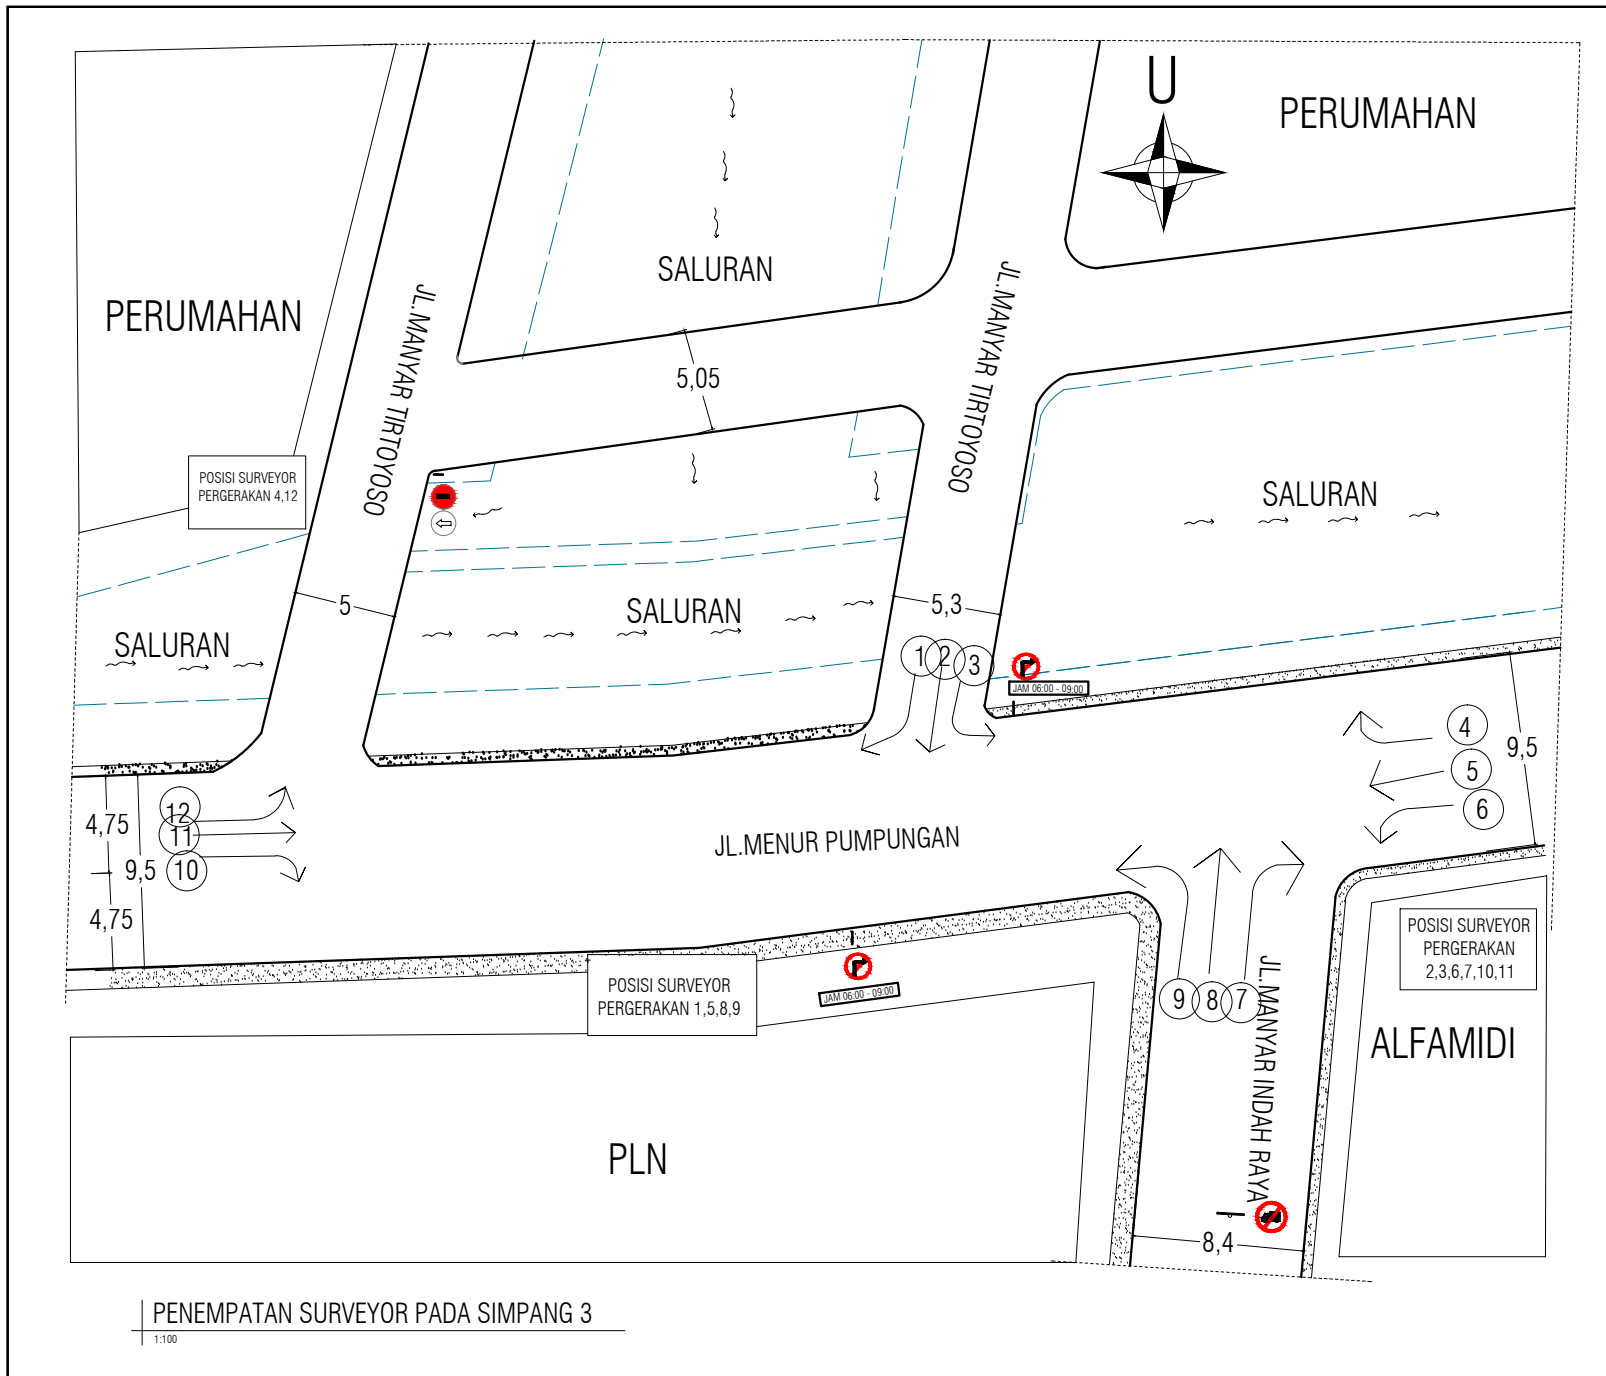 U
PERUMAHAN
SALURAN
PERUMAHAN
JL.MANYAR TIRTOYOSO
JL.MANYAR TIRTOYOSO
5,05
POSISI SURVEYOR
PERGERAKAN 4,12
SALURAN
5
SALURAN
5,3
SALURAN
1
2
3
JAM 06:00 - 09:00
4
5
6
9,5
12
11
10
4,75
9,5
4,75
JL.MENUR PUMPUNGAN
POSISI SURVEYOR
PERGERAKAN 1,5,8,9
JAM 06:00 - 09:00
9
8
7
JL.MANYAR INDAH RAYA
POSISI SURVEYOR
PERGERAKAN
2,3,6,7,10,11
ALFAMIDI
PLN
8,4
PENEMPATAN SURVEYOR PADA SIMPANG 3
1:100